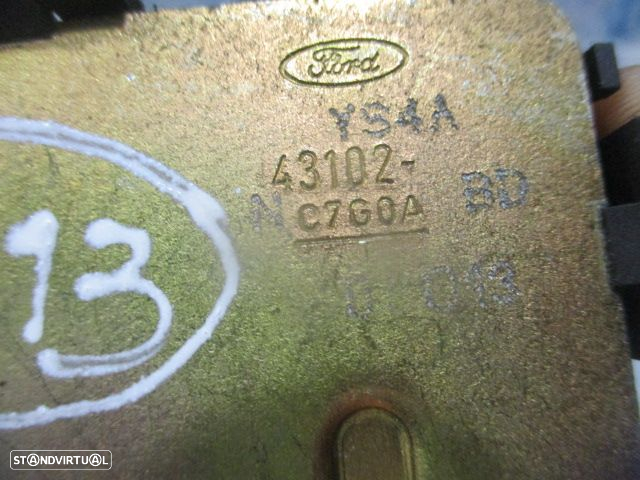 Ford
YS4A
43102-
N C7G0A BD
13
STANDVIRTUAL